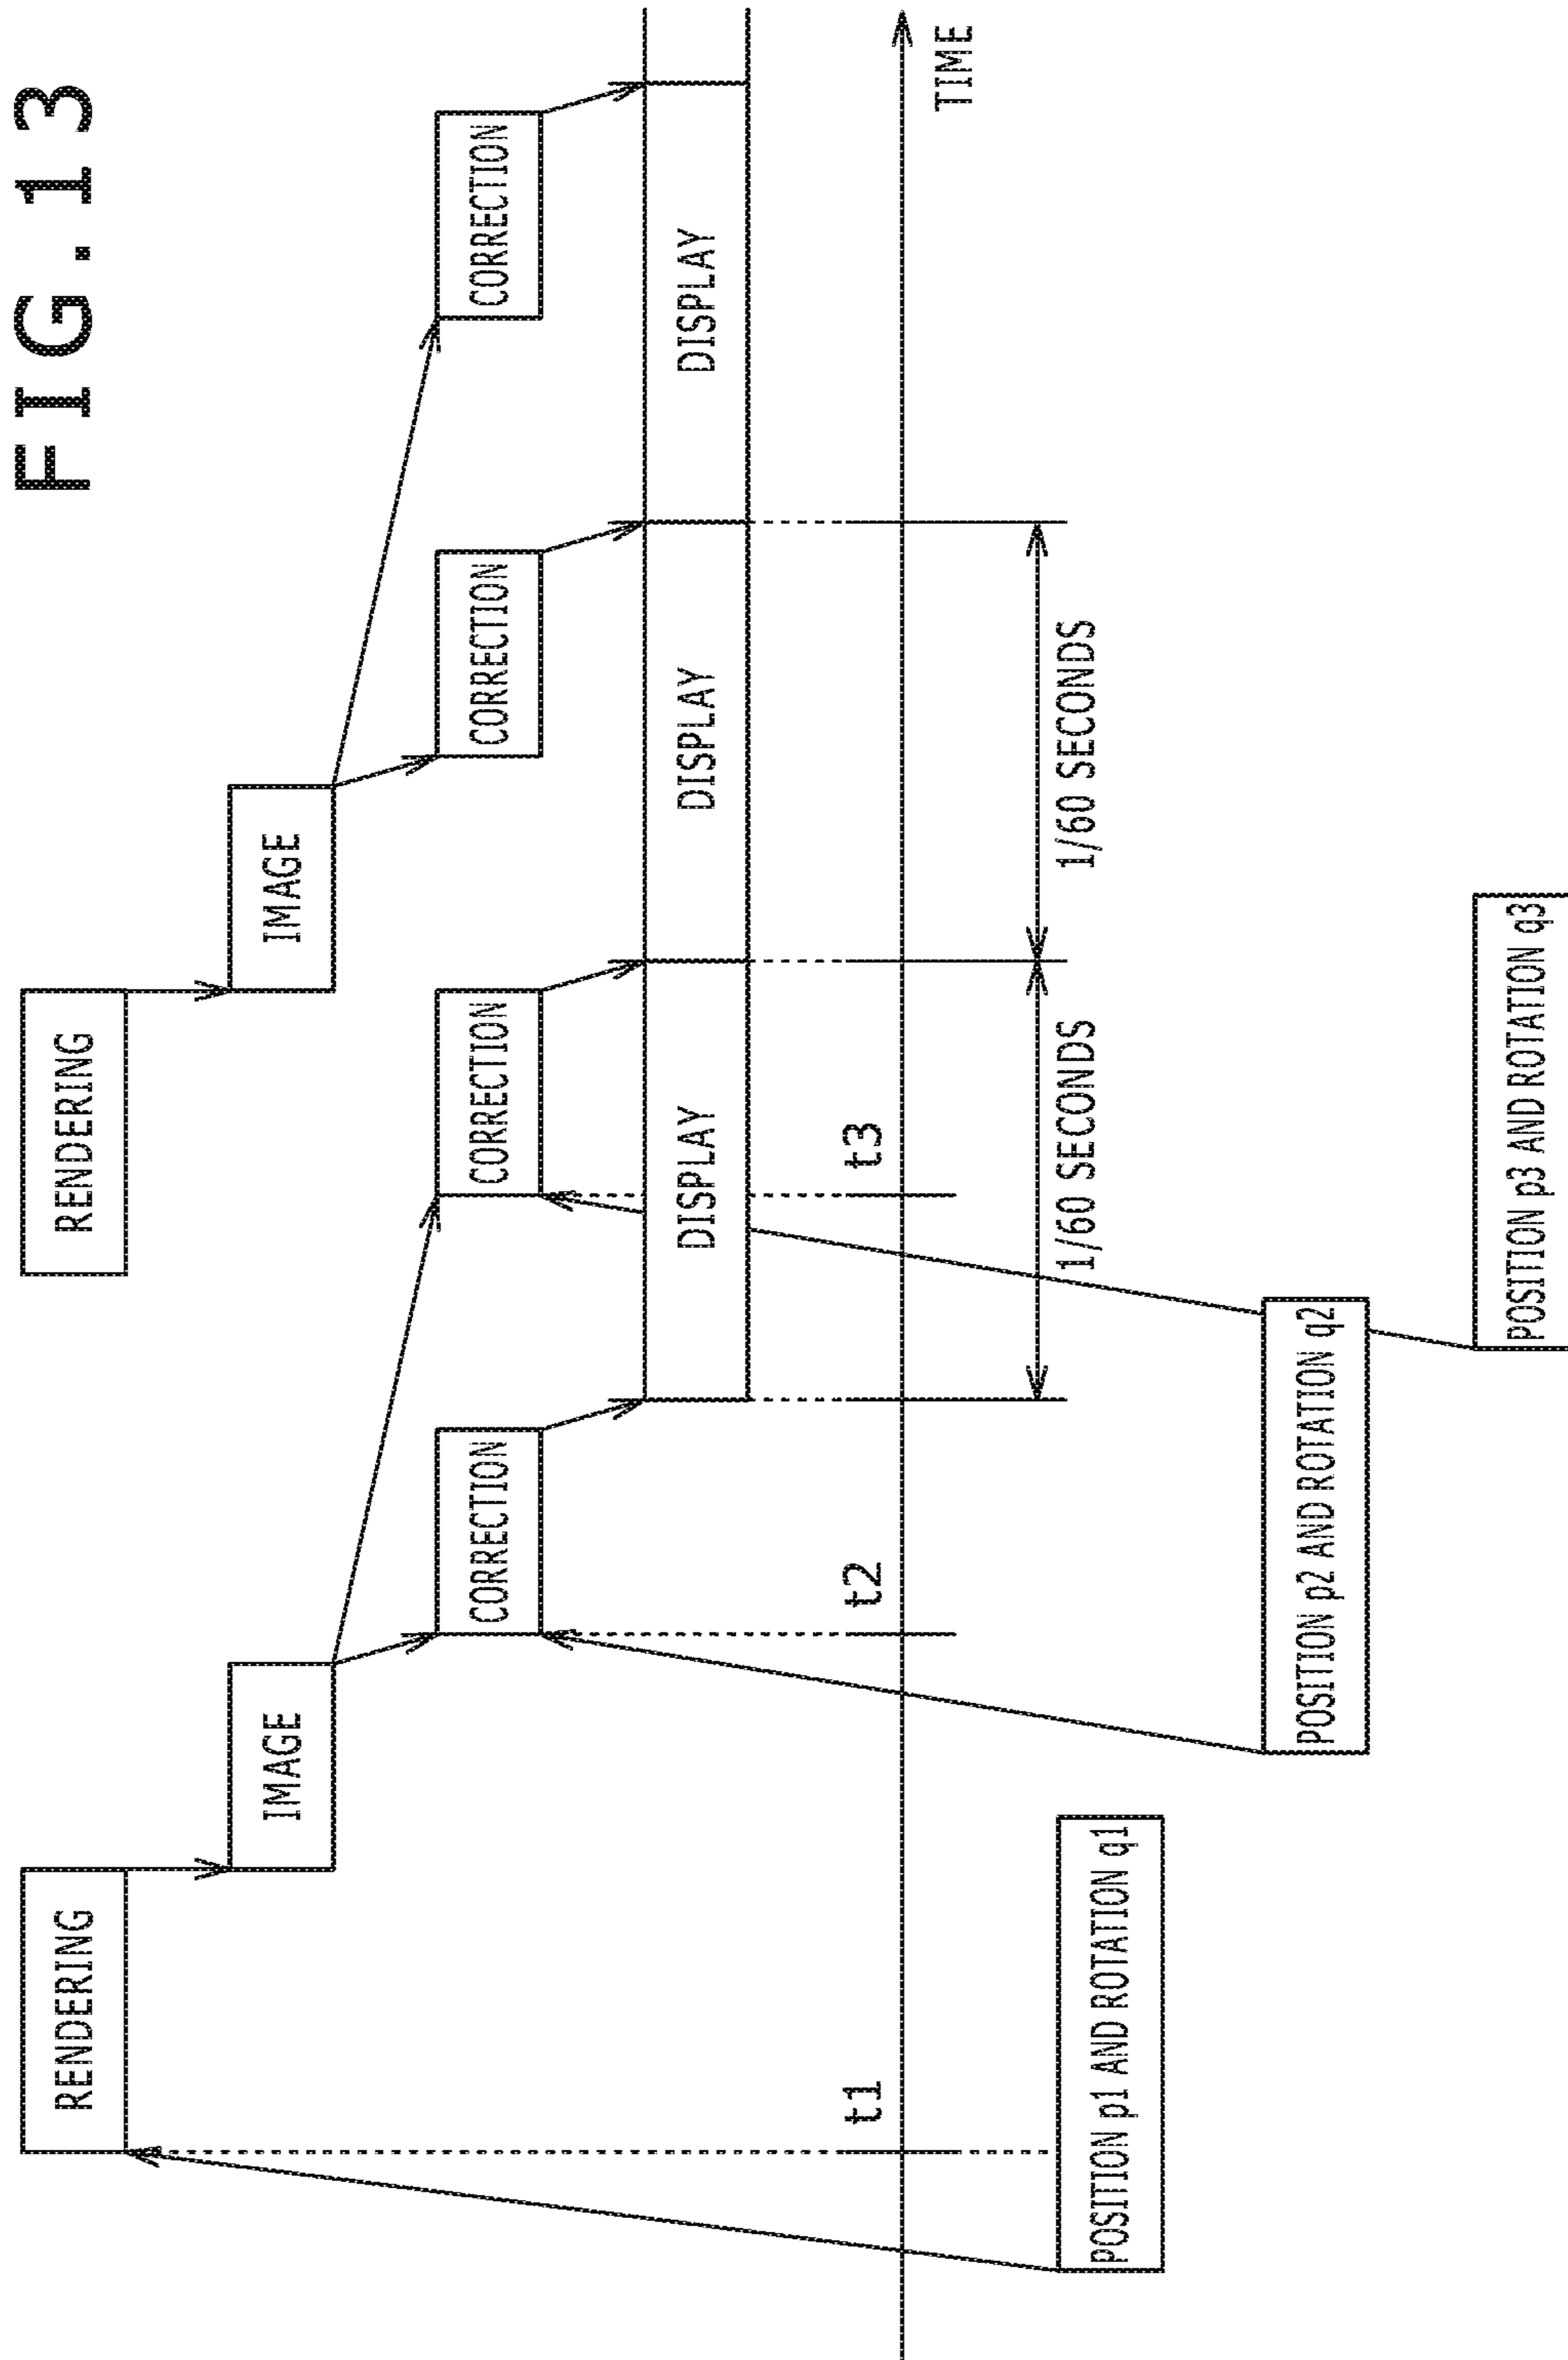 FIG.13
RENDERING
RENDERING
IMAGE
IMAGE
CORRECTION
CORRECTION
CORRECTION
CORRECTION
DISPLAY
DISPLAY
DISPLAY
t1
t2
t3
TIME
1/60 SECONDS
1/60 SECONDS
POSITION p1 AND ROTATION q1
POSITION p2 AND ROTATION q2
POSITION p3 AND ROTATION q3